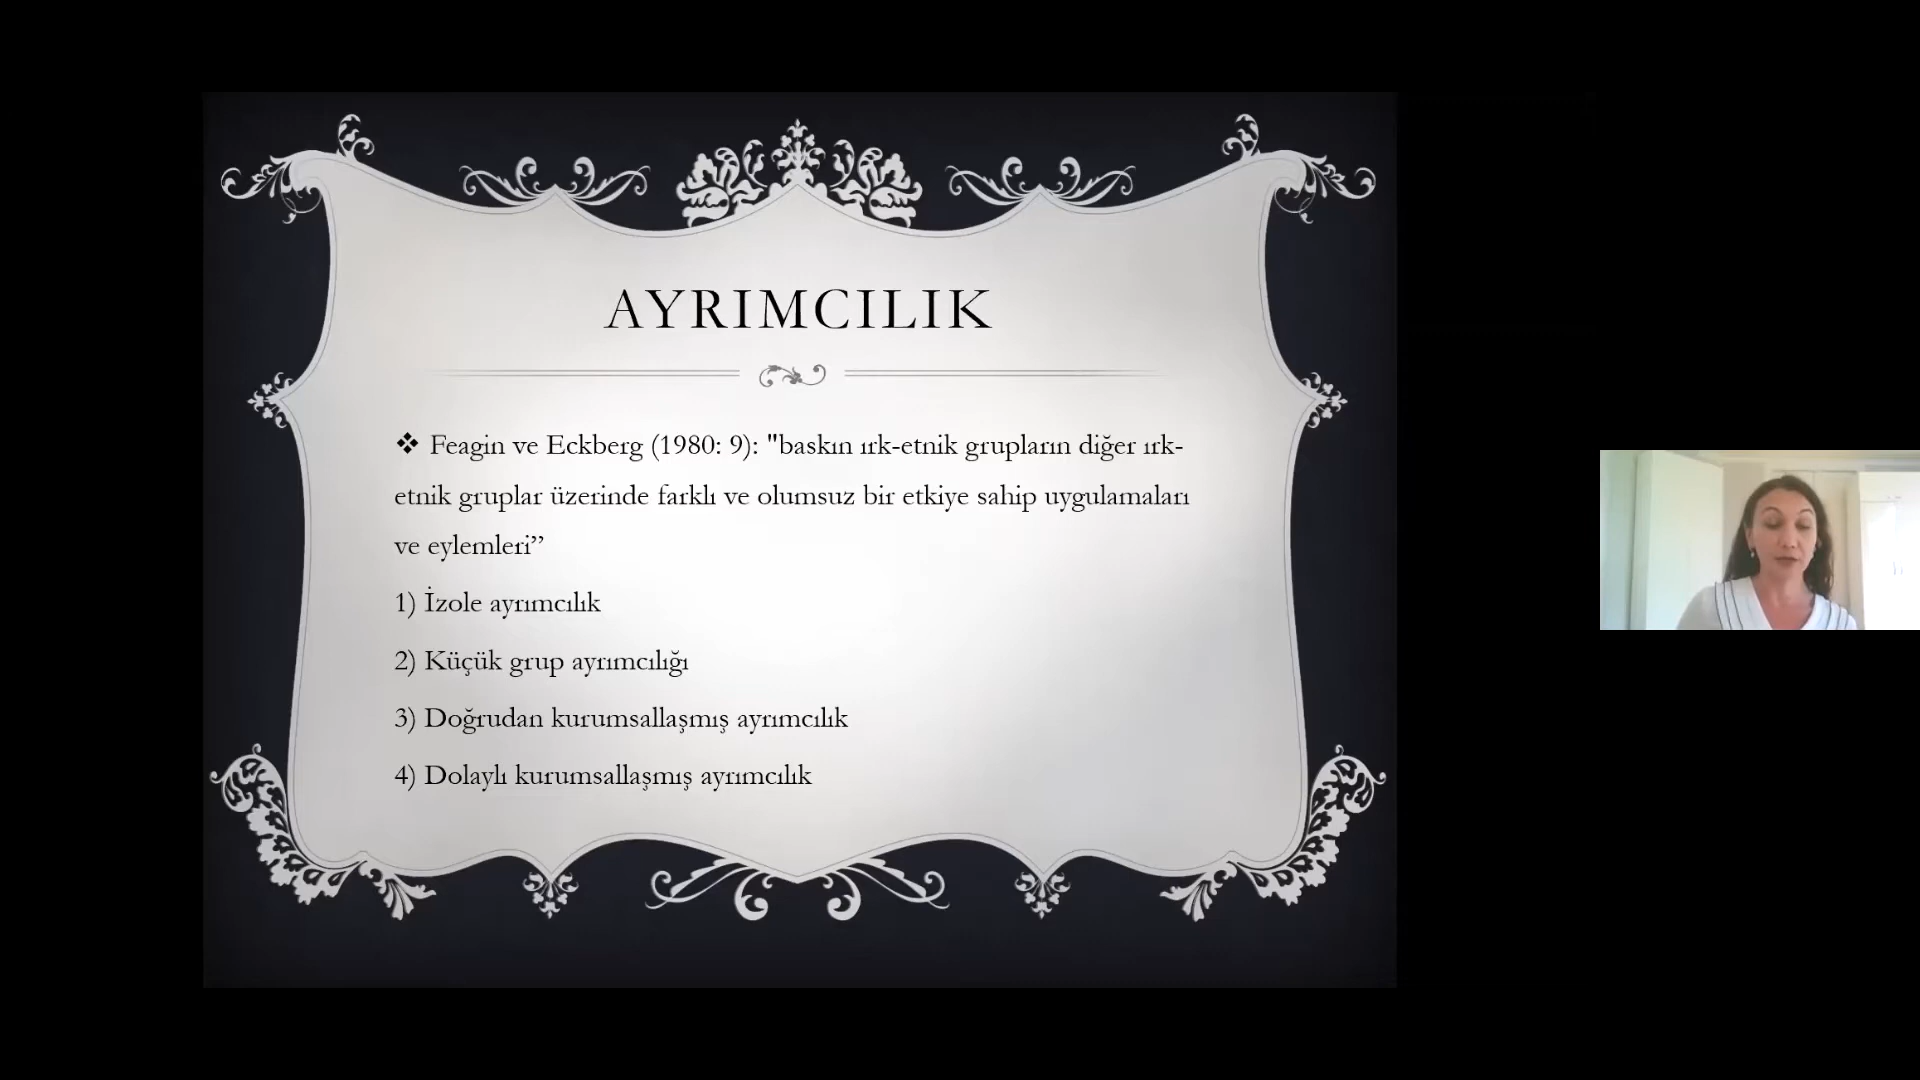 AYRIMCILIK
❖ Feagin ve Eckberg (1980: 9): "baskın ırk-etnik grupların diğer ırk-
etnik gruplar üzerinde farklı ve olumsuz bir etkiye sahip uygulamaları
ve eylemleri”
1) İzole ayrımcılık
2) Küçük grup ayrımcılığı
3) Doğrudan kurumsallaşmış ayrımcılık
4) Dolaylı kurumsallaşmış ayrımcılık